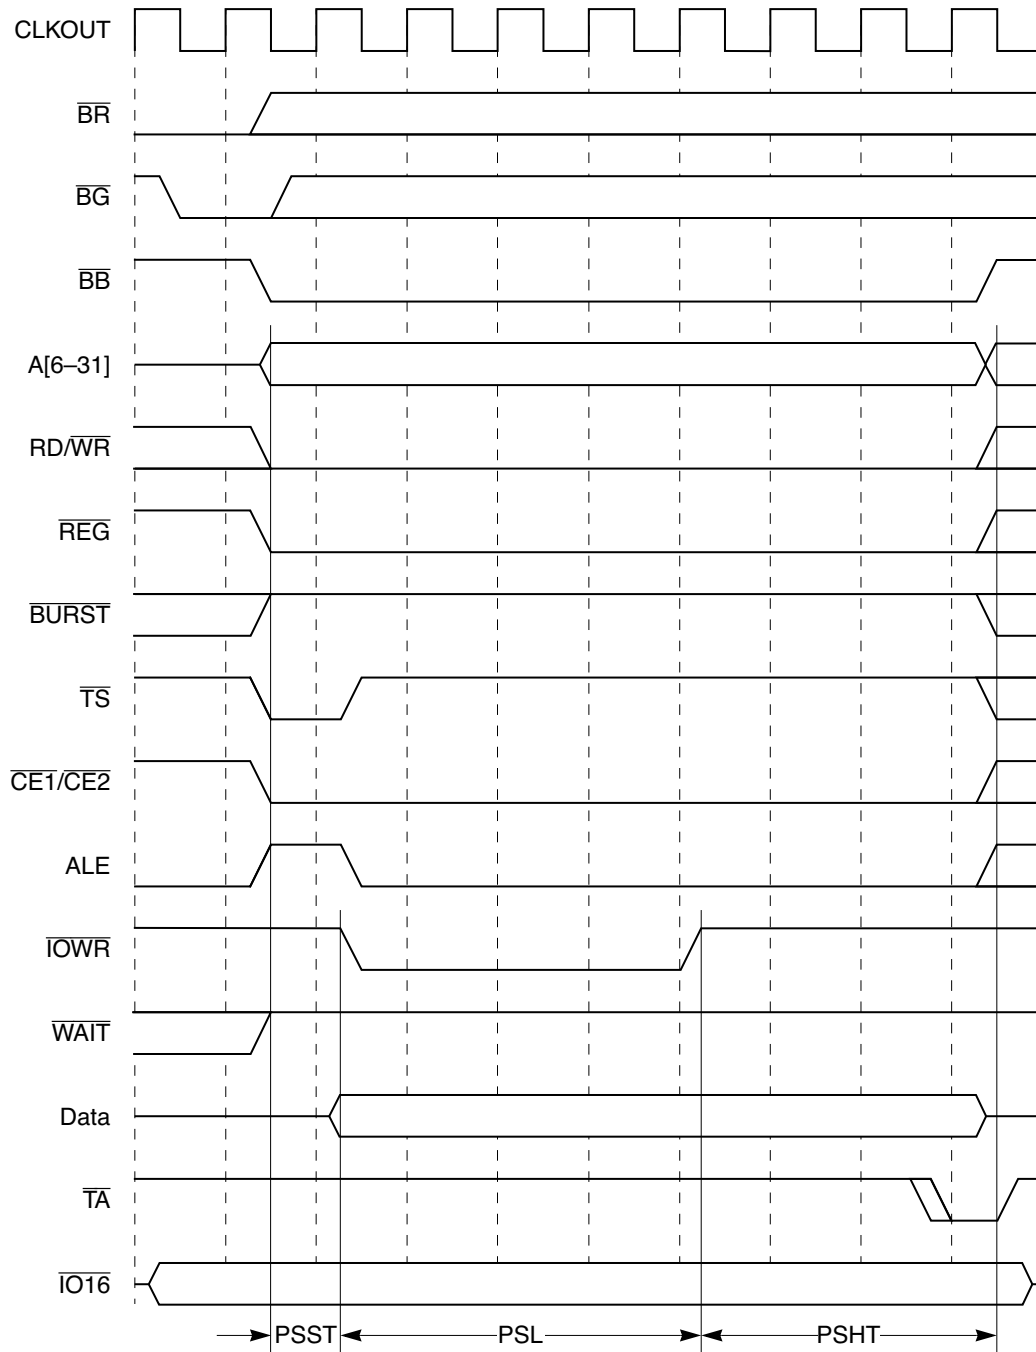 CLKOUT
BR
BG
BB
A[6–31]
RD/WR
REG
BURST
TS
CE1/CE2
ALE
IOWR
WAIT
Data
TA
IO16
PSST PSL PSHT